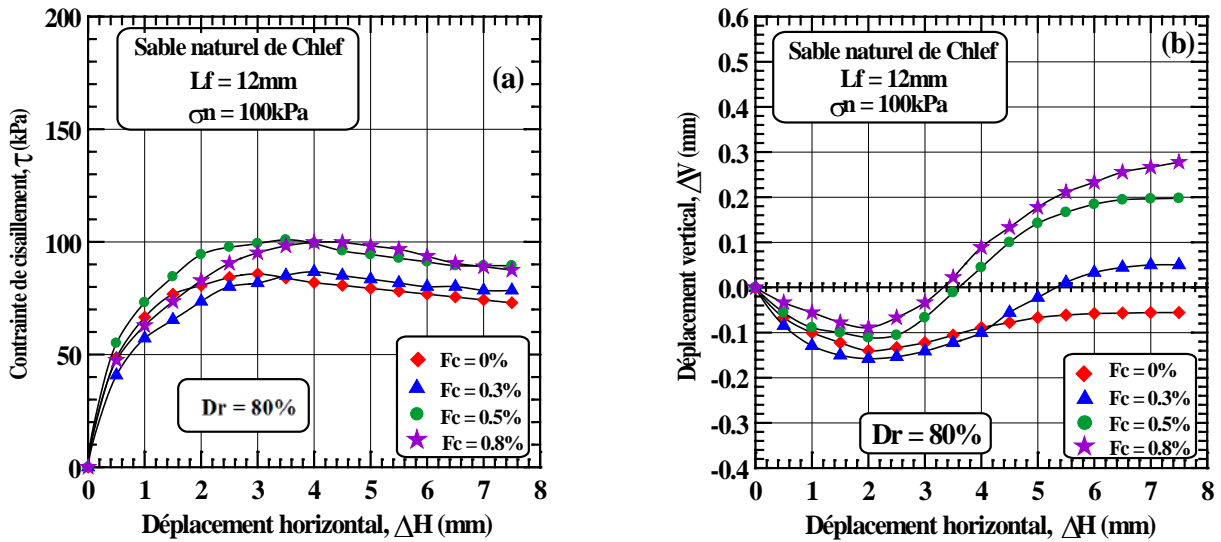 Sable naturel de Chlef
Lf = 12mm
σn = 100kPa
(a)
Contrainte de cisaillement, τ (kPa)
200
150
100
50
0
Fc = 0%
Fc = 0.3%
Fc = 0.5%
Fc = 0.8%
Dr = 80%
0 1 2 3 4 5 6 7 8
Déplacement horizontal, ΔH (mm)
Sable naturel de Chlef
Lf = 12mm
σn = 100kPa
(b)
Déplacement vertical, ΔV (mm)
0.6
0.5
0.4
0.3
0.2
0.1
0.0
-0.1
-0.2
-0.3
-0.4
Fc = 0%
Fc = 0.3%
Fc = 0.5%
Fc = 0.8%
Dr = 80%
0 1 2 3 4 5 6 7 8
Déplacement horizontal, ΔH (mm)